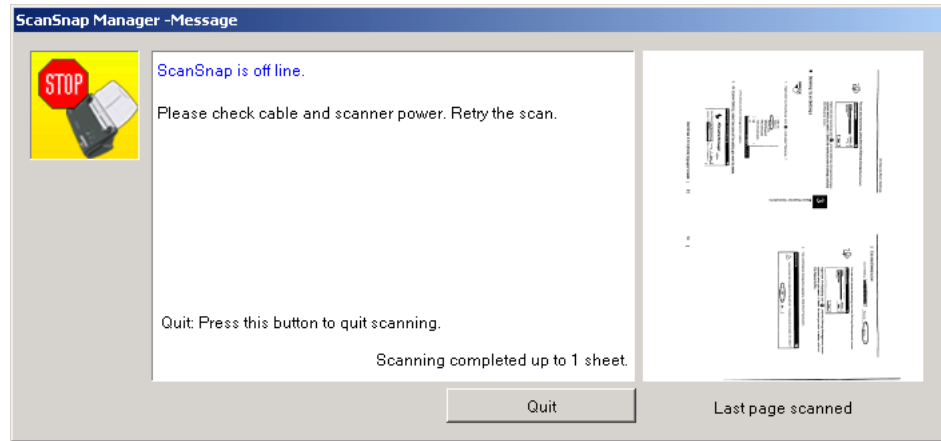 ScanSnap Manager -Message
STOP
ScanSnap is off line.
Please check cable and scanner power. Retry the scan.
Quit: Press this button to quit scanning.
Scanning completed up to 1 sheet.
Quit
Last page scanned